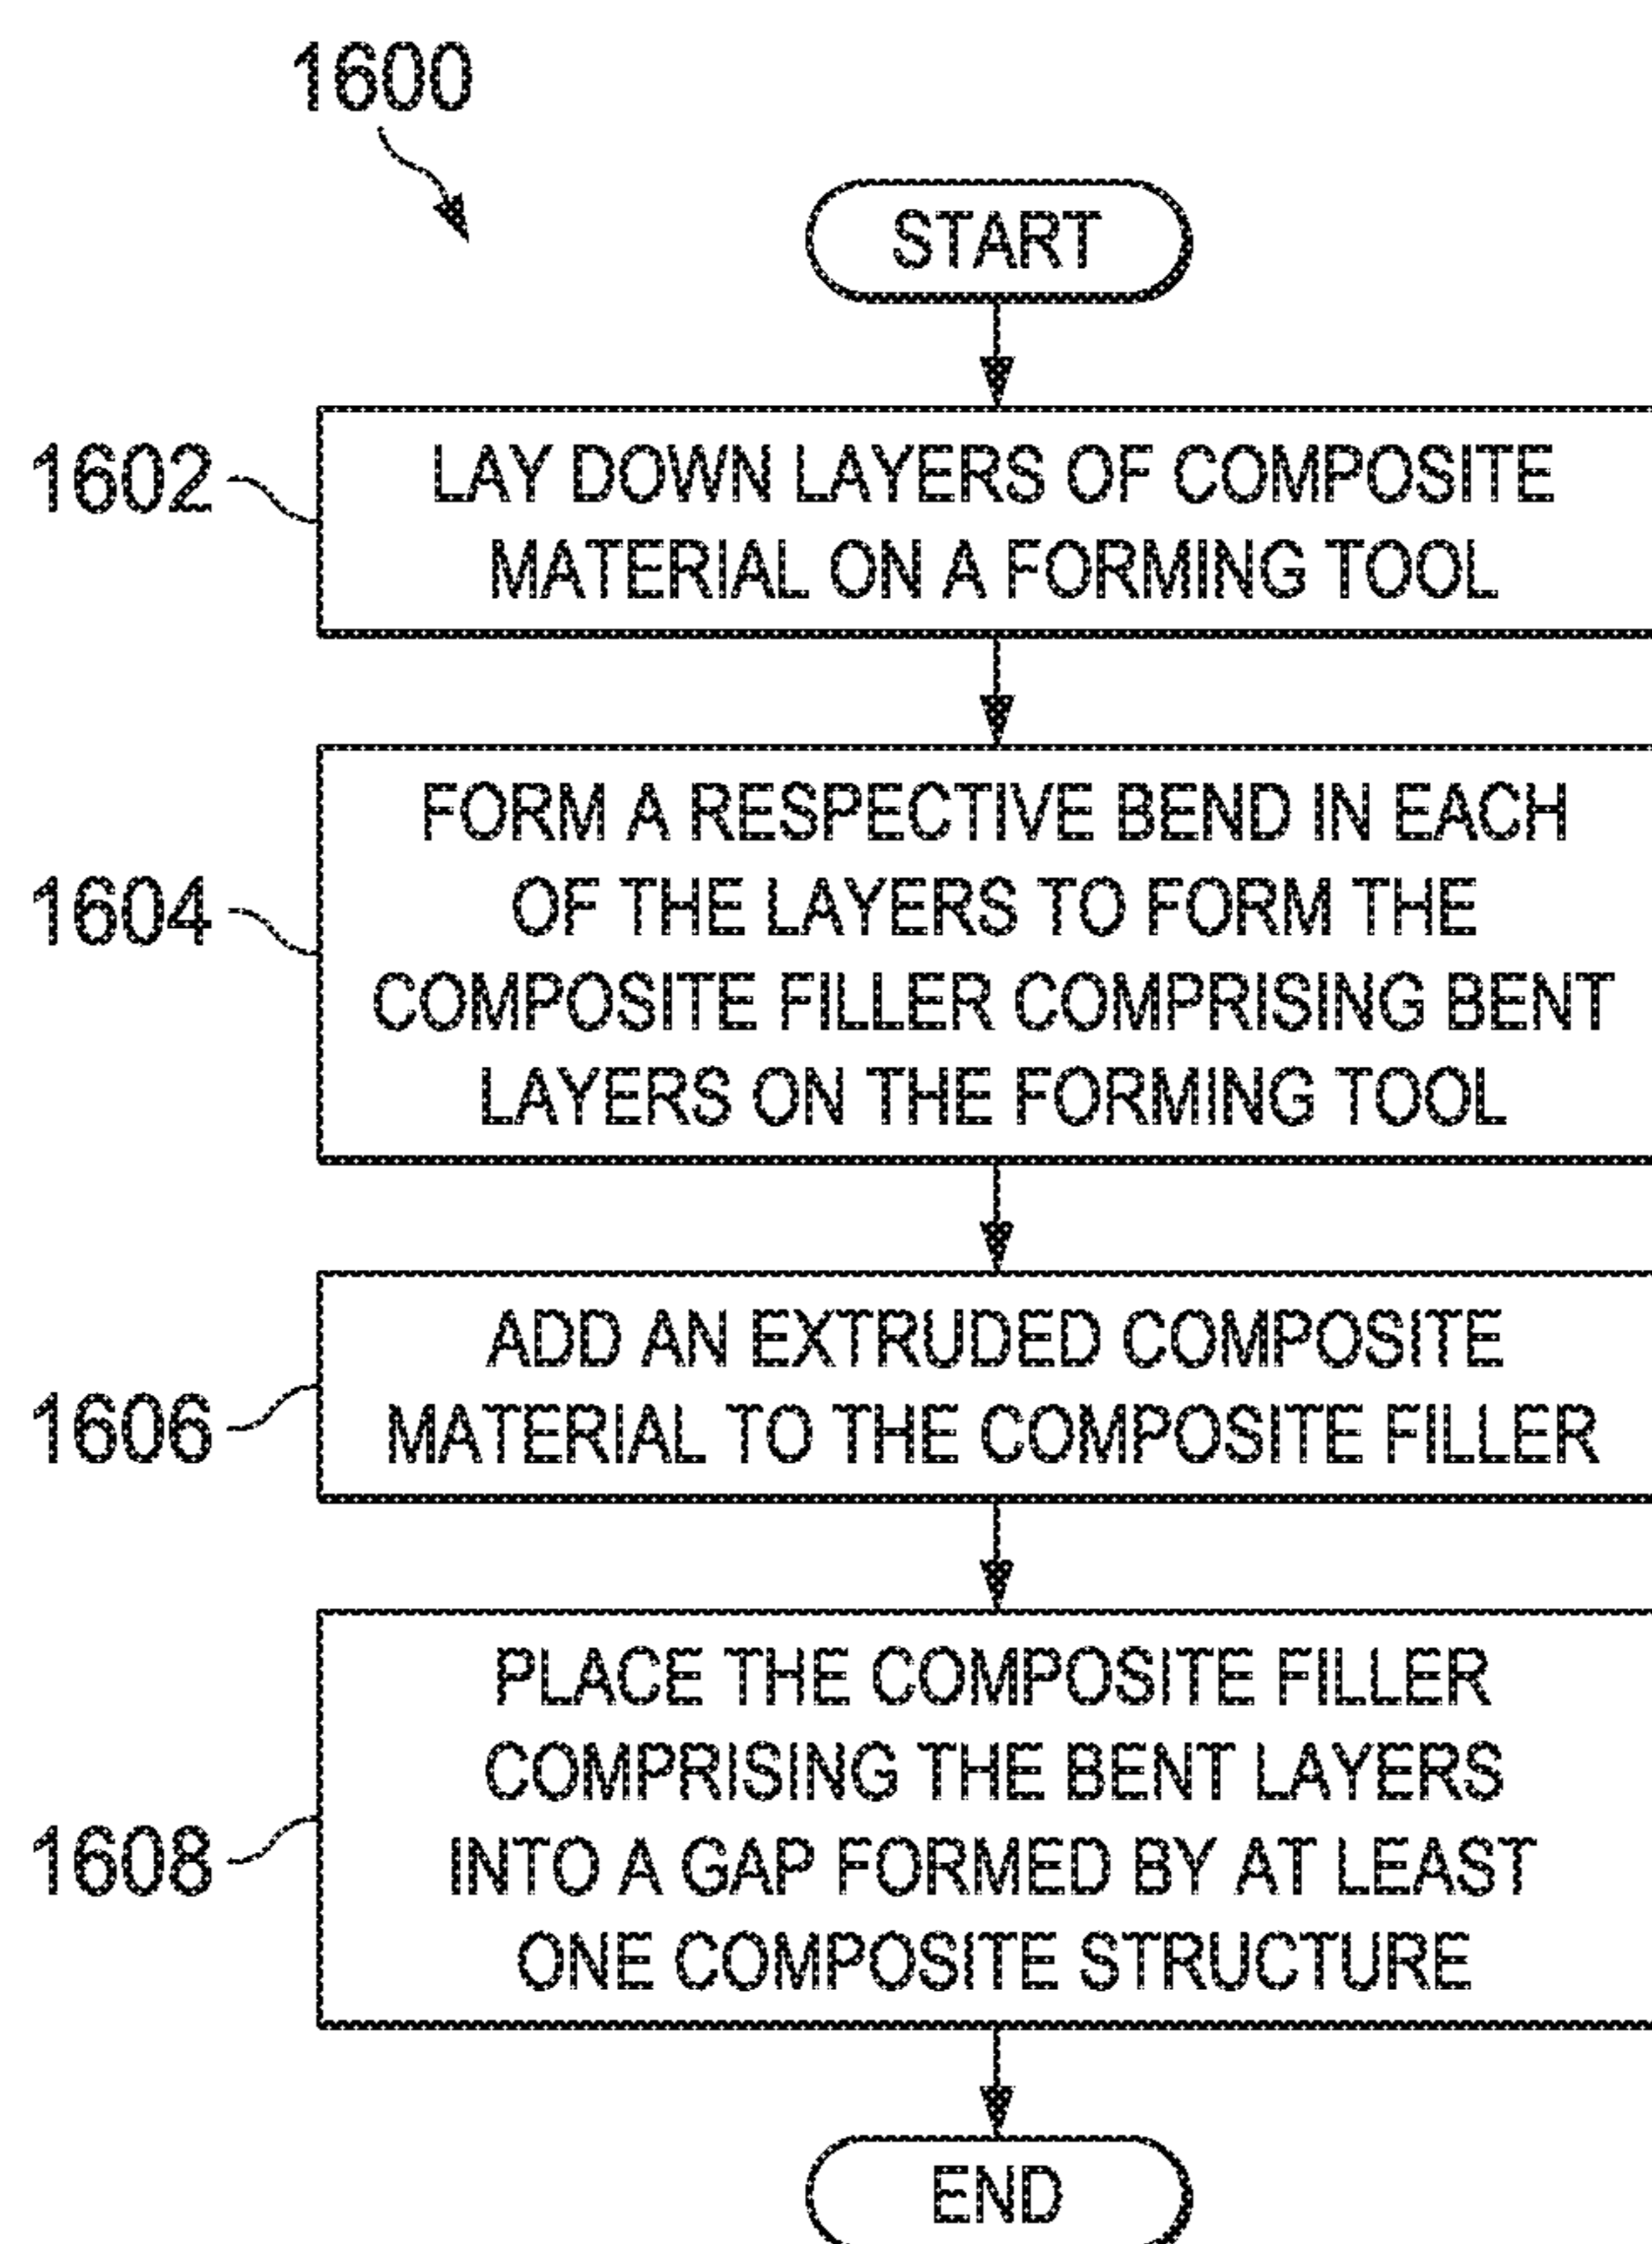 1600
START
1602
LAY DOWN LAYERS OF COMPOSITE
MATERIAL ON A FORMING TOOL
1604
FORM A RESPECTIVE BEND IN EACH
OF THE LAYERS TO FORM THE
COMPOSITE FILLER COMPRISING BENT
LAYERS ON THE FORMING TOOL
1606
ADD AN EXTRUDED COMPOSITE
MATERIAL TO THE COMPOSITE FILLER
1608
PLACE THE COMPOSITE FILLER
COMPRISING THE BENT LAYERS
INTO A GAP FORMED BY AT LEAST
ONE COMPOSITE STRUCTURE
END